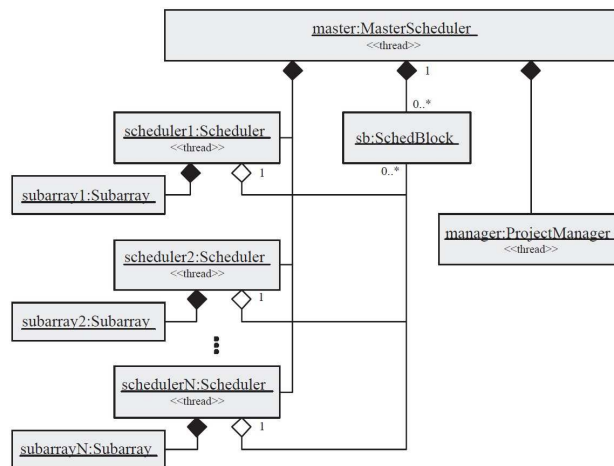 master:MasterScheduler
<<thread>>
1
0..*
scheduler1:Scheduler
<<thread>>
sb:SchedBlock
1
0..*
subarray1:Subarray
manager:ProjectManager
<<thread>>
scheduler2:Scheduler
<<thread>>
1
subarray2:Subarray
schedulerN:Scheduler
<<thread>>
1
subarrayN:Subarray